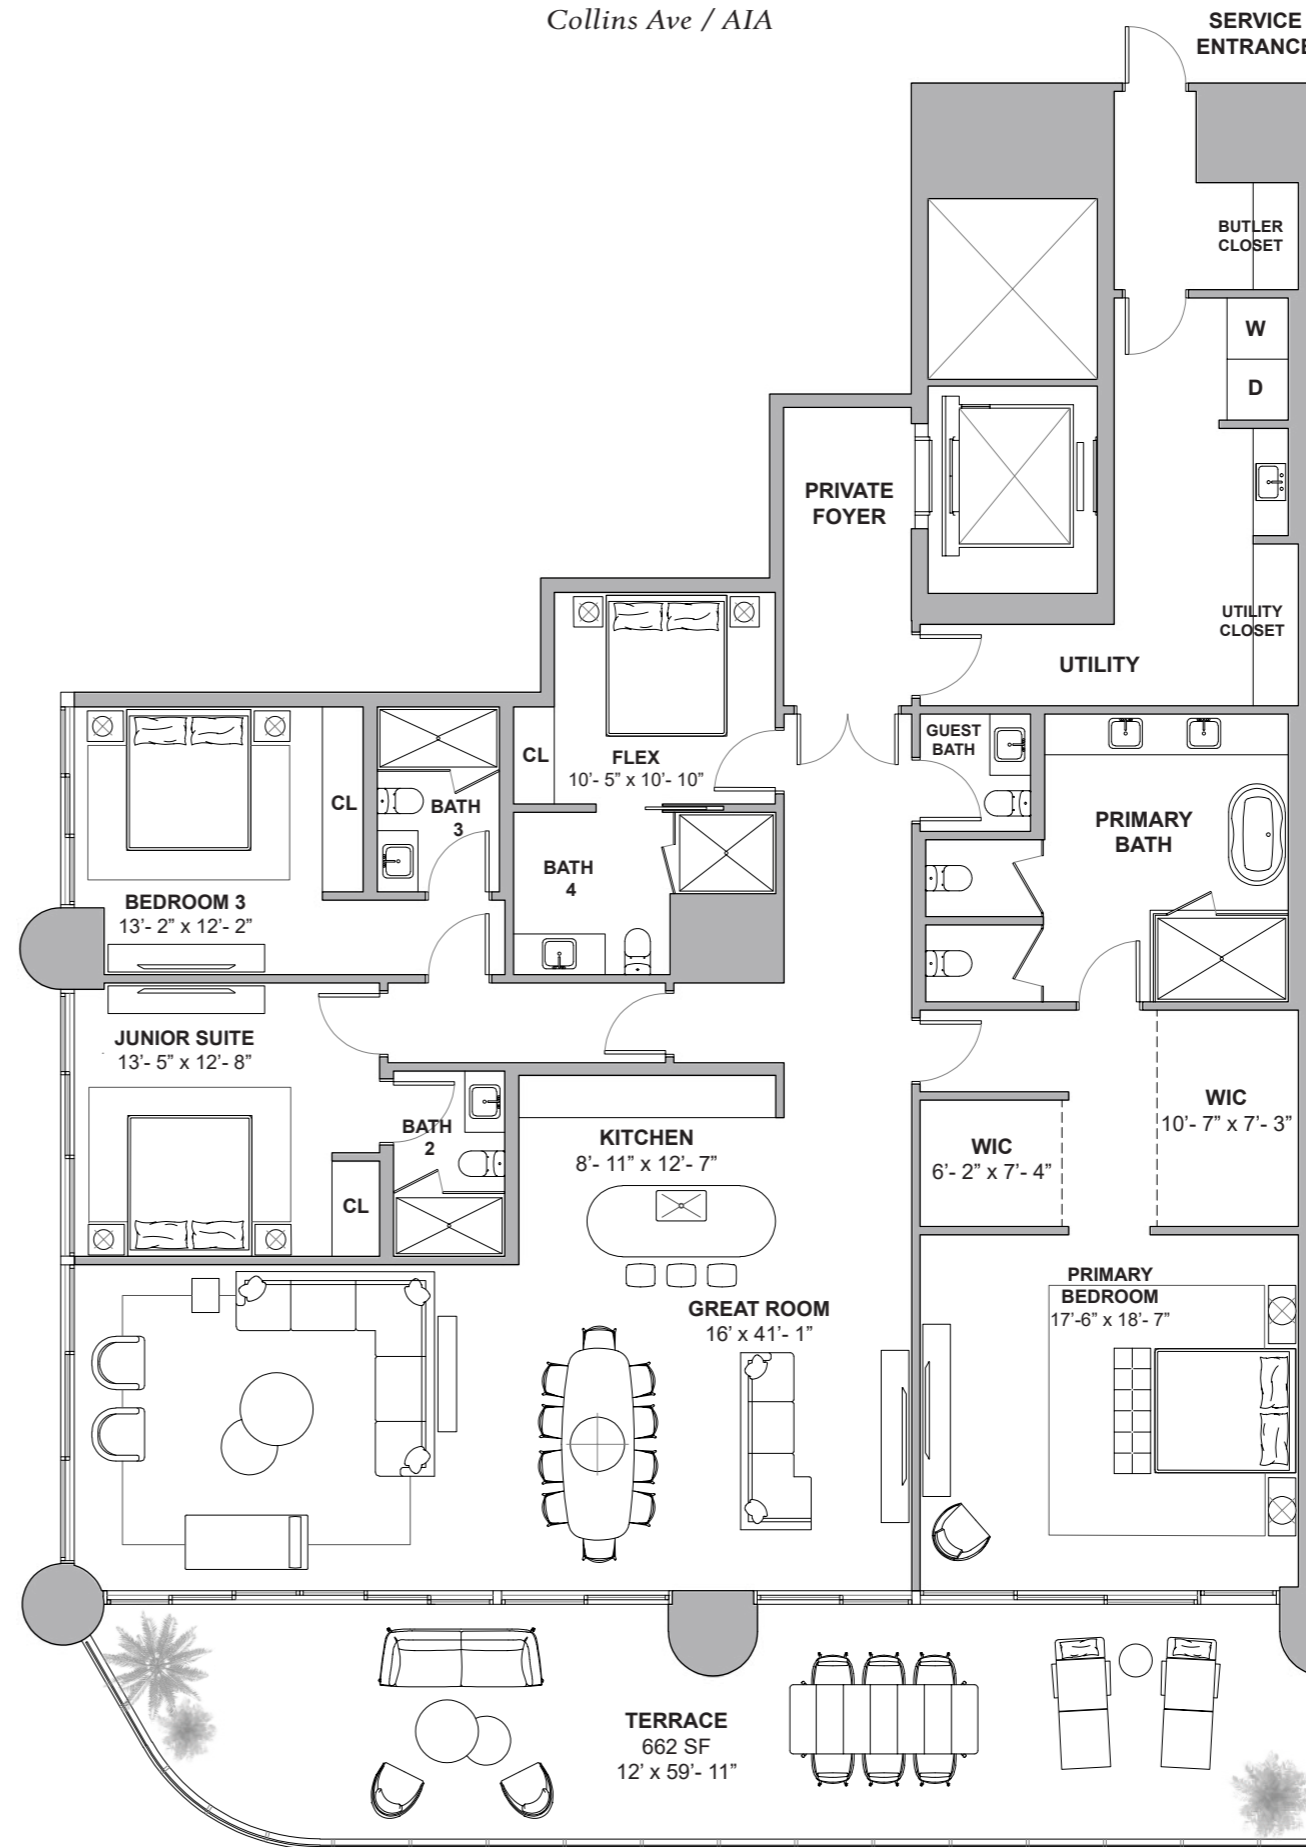 Collins Ave / AIA
SERVICE
ENTRANCE
BUTLER
CLOSET
W
D
PRIVATE
FOYER
UTILITY
CLOSET
UTILITY
GUEST
BATH
CL
FLEX
10'- 5" x 10'- 10"
CL
BATH
3
PRIMARY
BATH
BATH
4
BEDROOM 3
13'- 2" x 12'- 2"
JUNIOR SUITE
13'- 5" x 12'- 8"
WIC
10'- 7" x 7'- 3"
BATH
2
KITCHEN
8'- 11" x 12'- 7"
WIC
6'- 2" x 7'- 4"
CL
PRIMARY
BEDROOM
17'-6" x 18'- 7"
GREAT ROOM
16' x 41'- 1"
TERRACE
662 SF
12' x 59'- 11"